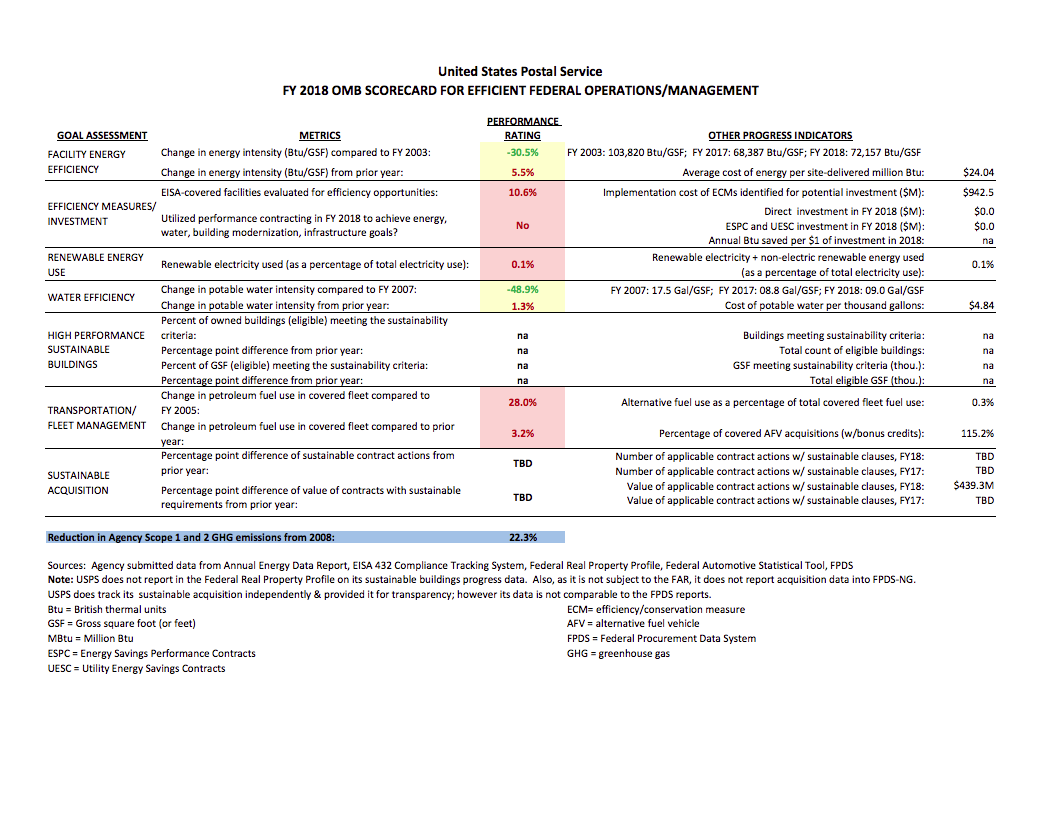 United States Postal Service
FY 2018 OMB SCORECARD FOR EFFICIENT FEDERAL OPERATIONS/MANAGEMENT
GOAL ASSESSMENT METRICS PERFORMANCE RATING OTHER PROGRESS INDICATORS
FACILITY ENERGY EFFICIENCY
Change in energy intensity (Btu/GSF) compared to FY 2003: -30.5% FY 2003: 103,820 Btu/GSF; FY 2017: 68,387 Btu/GSF; FY 2018: 72,157 Btu/GSF
Change in energy intensity (Btu/GSF) from prior year: 5.5% Average cost of energy per site-delivered million Btu: $24.04
EFFICIENCY MEASURES/ INVESTMENT
EISA-covered facilities evaluated for efficiency opportunities: 10.6% Implementation cost of ECMs identified for potential investment ($M): $942.5
Utilized performance contracting in FY 2018 to achieve energy, water, building modernization, infrastructure goals? No
Direct investment in FY 2018 ($M): $0.0
ESPC and UESC investment in FY 2018 ($M): $0.0
Annual Btu saved per $1 of investment in 2018: na
RENEWABLE ENERGY USE
Renewable electricity used (as a percentage of total electricity use): 0.1% Renewable electricity + non-electric renewable energy used (as a percentage of total electricity use): 0.1%
WATER EFFICIENCY
Change in potable water intensity compared to FY 2007: -48.9% FY 2007: 17.5 Gal/GSF; FY 2017: 08.8 Gal/GSF; FY 2018: 09.0 Gal/GSF
Change in potable water intensity from prior year: 1.3% Cost of potable water per thousand gallons: $4.84
HIGH PERFORMANCE SUSTAINABLE BUILDINGS
Percent of owned buildings (eligible) meeting the sustainability criteria: na Buildings meeting sustainability criteria: na
Percentage point difference from prior year: na Total count of eligible buildings: na
Percent of GSF (eligible) meeting the sustainability criteria: na GSF meeting sustainability criteria (thou.): na
Percentage point difference from prior year: na Total eligible GSF (thou.): na
TRANSPORTATION/ FLEET MANAGEMENT
Change in petroleum fuel use in covered fleet compared to FY 2005: 28.0% Alternative fuel use as a percentage of total covered fleet fuel use: 0.3%
Change in petroleum fuel use in covered fleet compared to prior year: 3.2% Percentage of covered AFV acquisitions (w/bonus credits): 115.2%
SUSTAINABLE ACQUISITION
Percentage point difference of sustainable contract actions from prior year: TBD
Number of applicable contract actions w/ sustainable clauses, FY18: TBD
Number of applicable contract actions w/ sustainable clauses, FY17: TBD
Percentage point difference of value of contracts with sustainable requirements from prior year: TBD
Value of applicable contract actions w/ sustainable clauses, FY18: $439.3M
Value of applicable contract actions w/ sustainable clauses, FY17: TBD
Reduction in Agency Scope 1 and 2 GHG emissions from 2008: 22.3%
Sources: Agency submitted data from Annual Energy Data Report, EISA 432 Compliance Tracking System, Federal Real Property Profile, Federal Automotive Statistical Tool, FPDS
Note: USPS does not report in the Federal Real Property Profile on its sustainable buildings progress data. Also, as it is not subject to the FAR, it does not report acquisition data into FPDS-NG.
USPS does track its sustainable acquisition independently & provided it for transparency; however its data is not comparable to the FPDS reports.
Btu = British thermal units
GSF = Gross square foot (or feet)
MBtu = Million Btu
ESPC = Energy Savings Performance Contracts
UESC = Utility Energy Savings Contracts
ECM= efficiency/conservation measure
AFV = alternative fuel vehicle
FPDS = Federal Procurement Data System
GHG = greenhouse gas